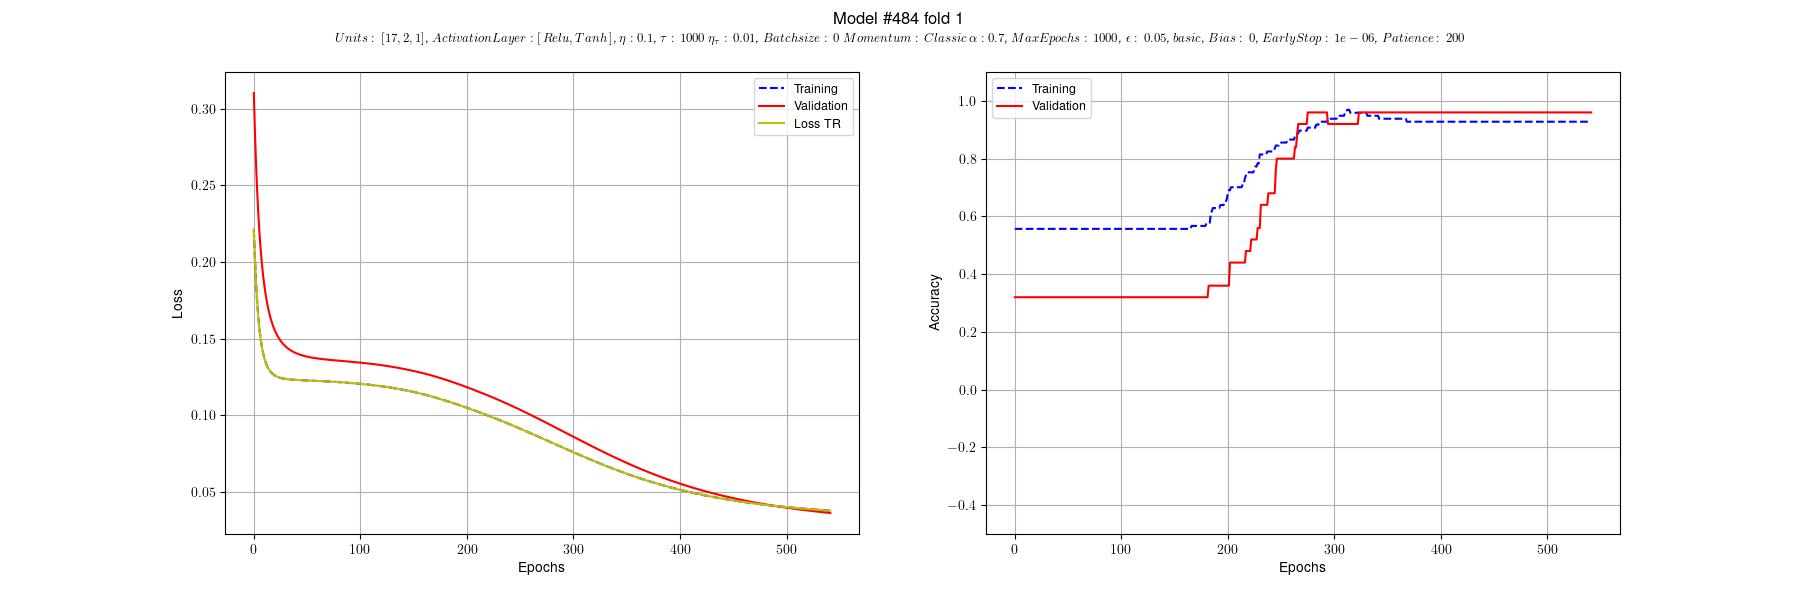 Model #484 fold 1
Units : [17, 2, 1], ActivationLayer : [Relu, Tanh], η : 0.1, τ : 1000 ητ : 0.01, Batchsize : 0 Momentum : Classic α : 0.7, MaxEpochs : 1000, ϵ : 0.05, basic, Bias : 0, EarlyStop : 1e − 06, Patience : 200
Training
Validation
Loss TR
0.30
0.25
0.20
0.15
0.10
0.05
Loss
0 100 200 300 400 500
Epochs
Training
Validation
1.0
0.8
0.6
0.4
0.2
0.0
−0.2
−0.4
Accuracy
0 100 200 300 400 500
Epochs